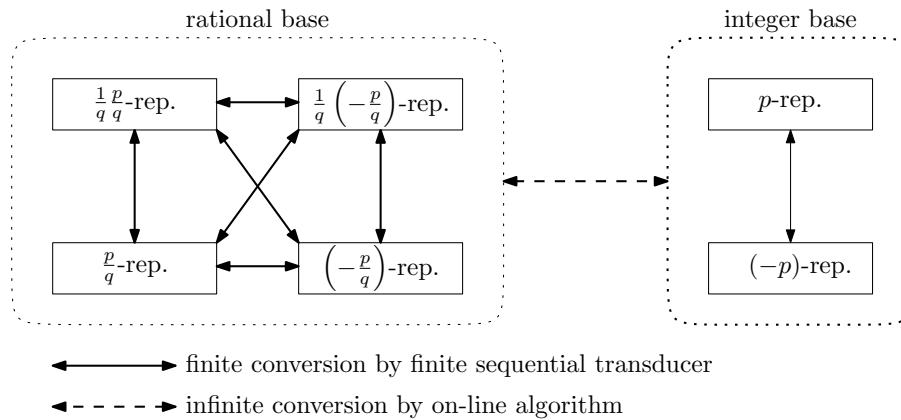 rational base
integer base
1/q p/q-rep.
1/q (−p/q)-rep.
p-rep.
p/q-rep.
(−p/q)-rep.
(−p)-rep.
finite conversion by finite sequential transducer
infinite conversion by on-line algorithm